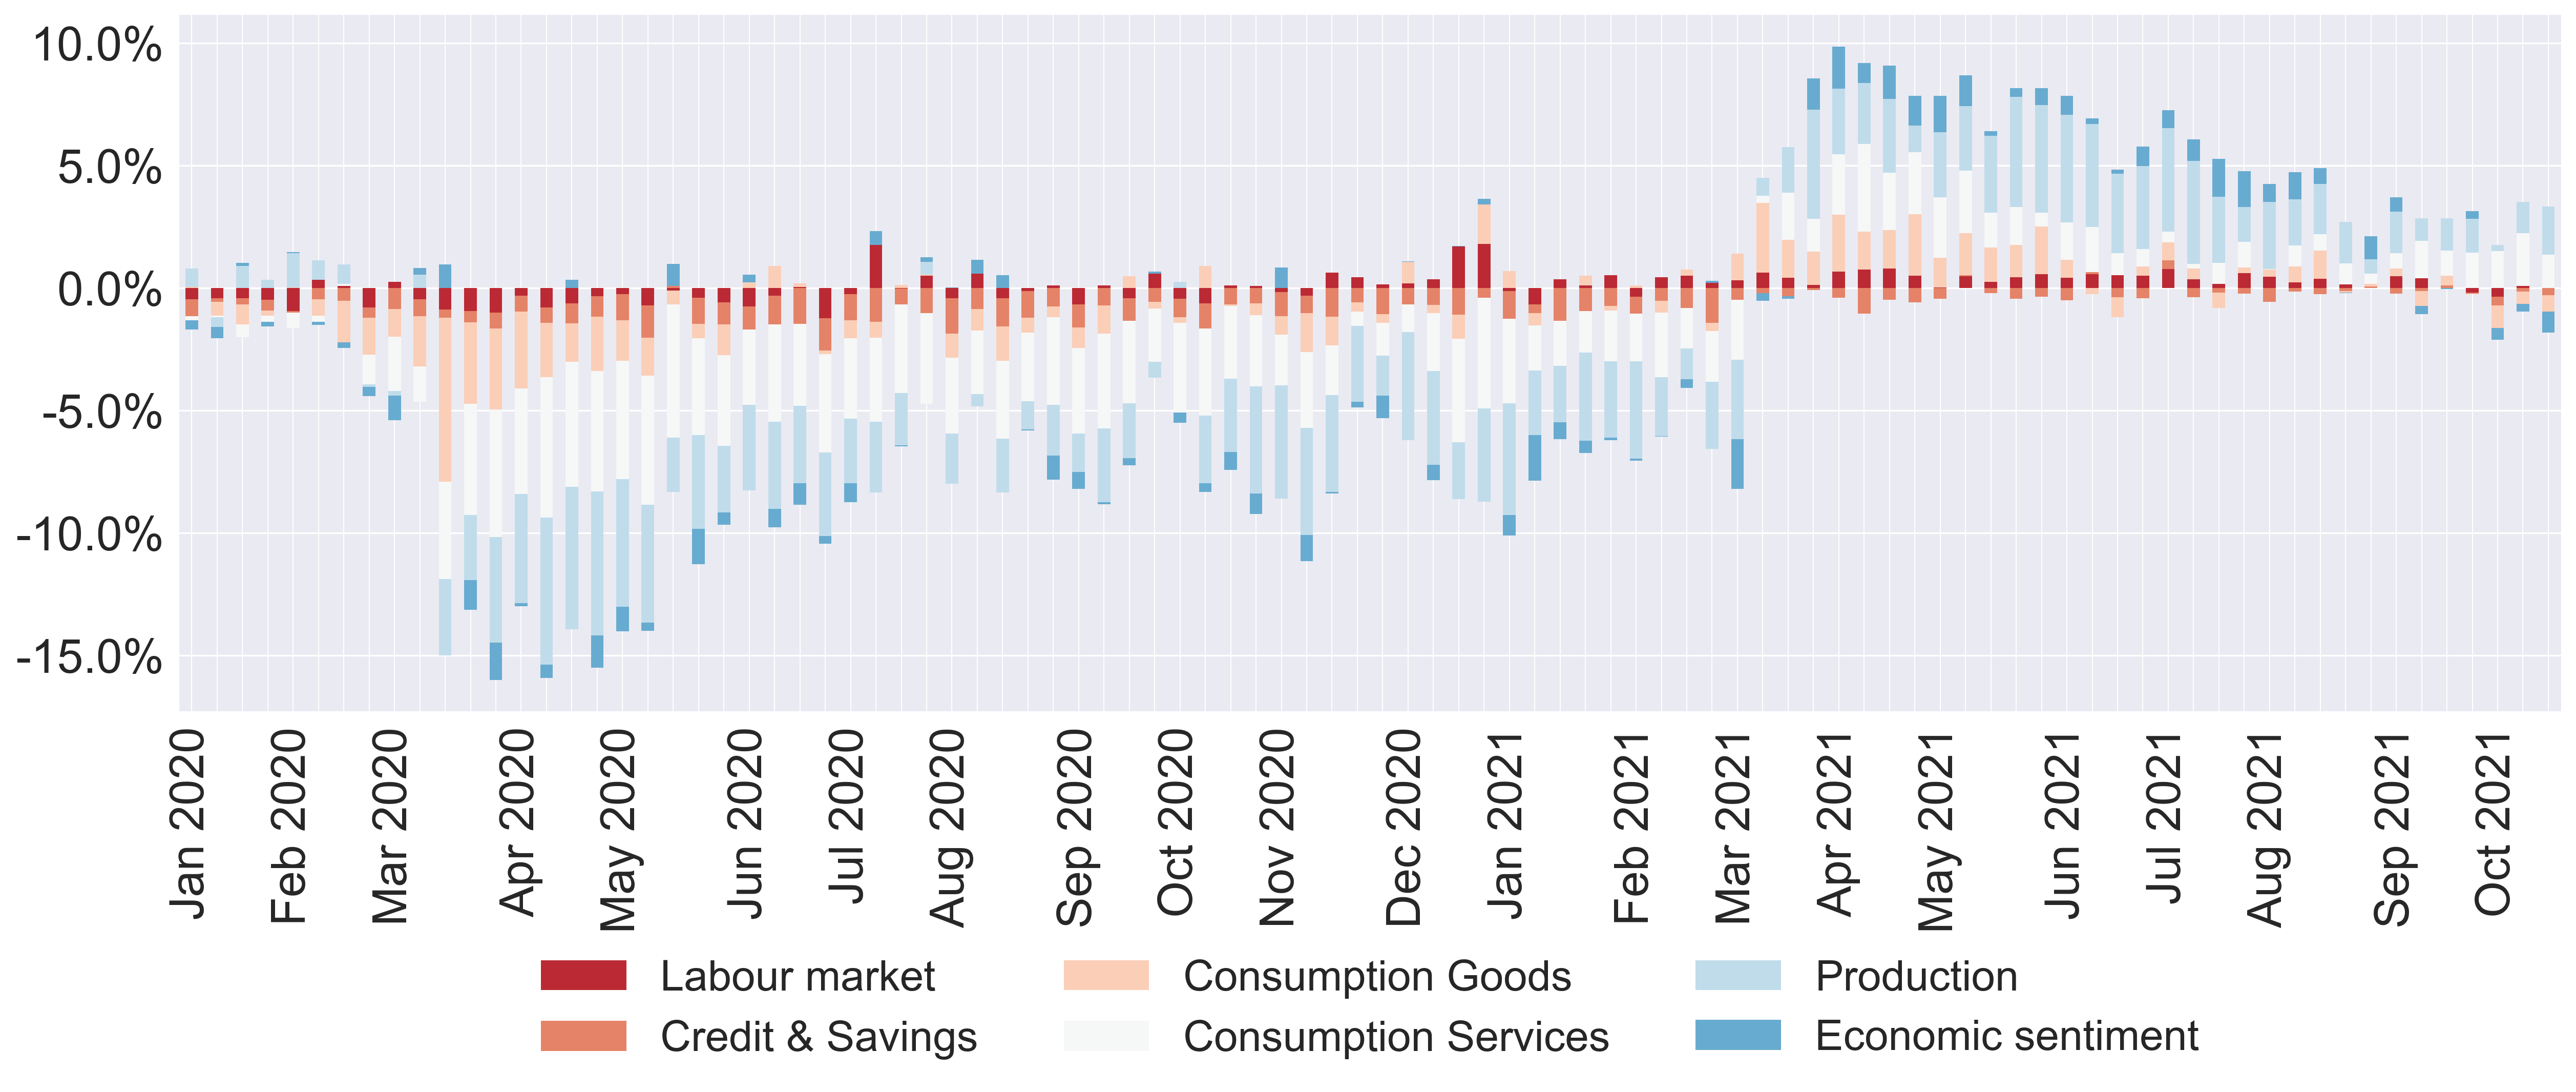 10.0%
5.0%
0.0%
-5.0%
-10.0%
-15.0%
Jan 2020
Feb 2020
Mar 2020
Apr 2020
May 2020
Jun 2020
Jul 2020
Aug 2020
Sep 2020
Oct 2020
Nov 2020
Dec 2020
Jan 2021
Feb 2021
Mar 2021
Apr 2021
May 2021
Jun 2021
Jul 2021
Aug 2021
Sep 2021
Oct 2021
Labour market
Consumption Goods
Production
Credit & Savings
Consumption Services
Economic sentiment